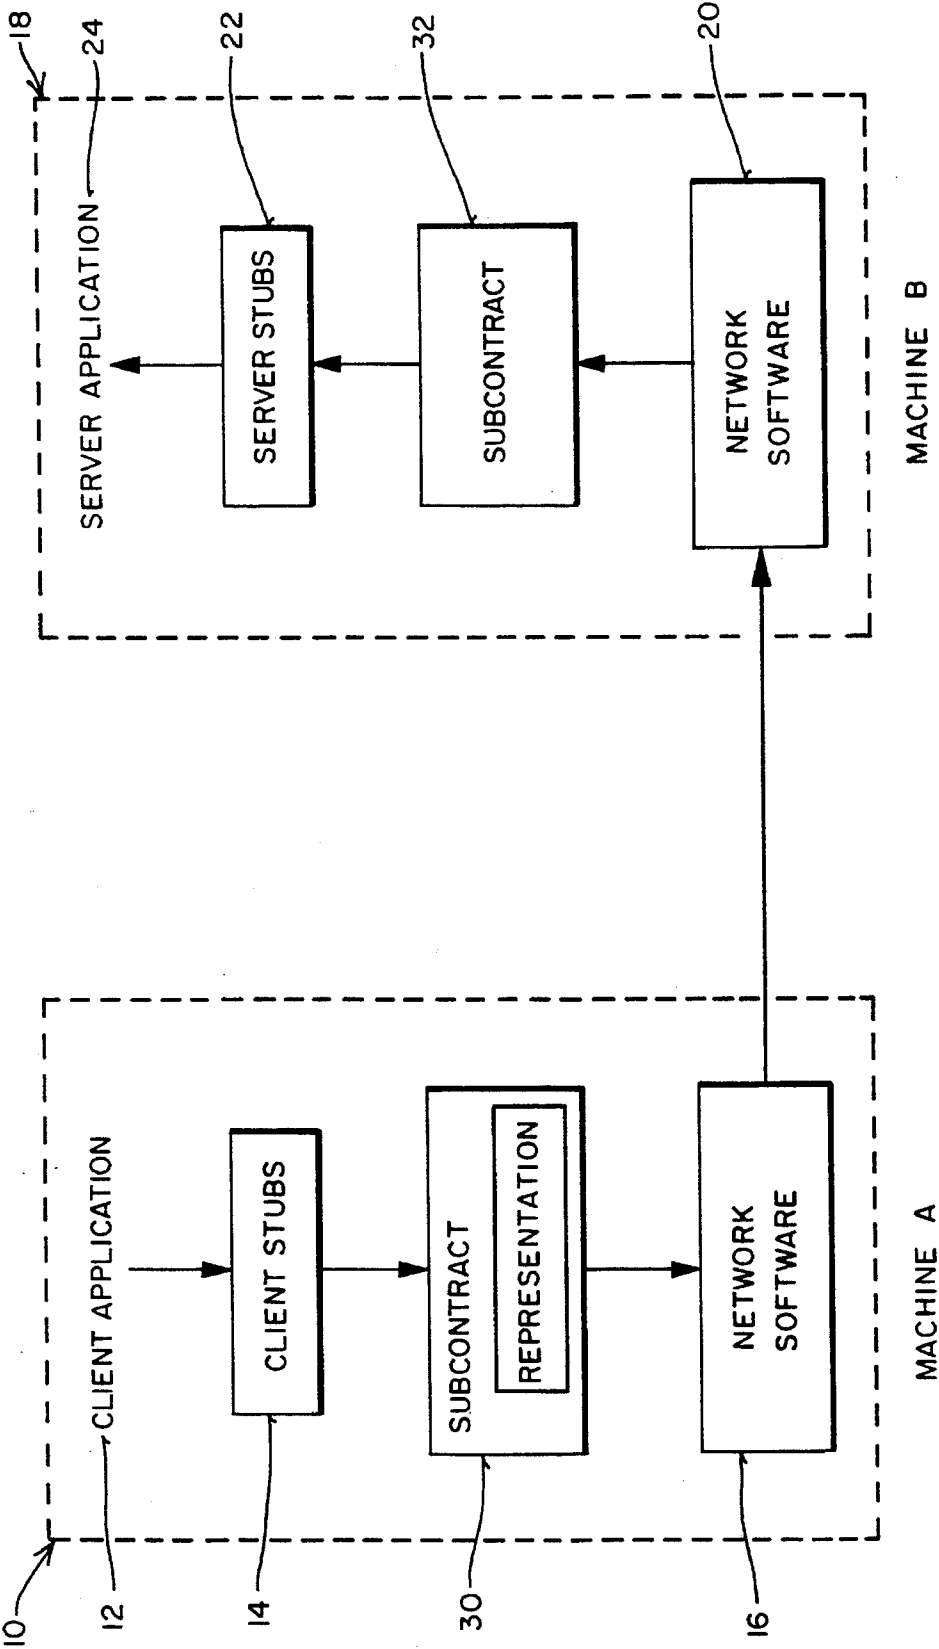 10
12
CLIENT APPLICATION
14
CLIENT STUBS
30
SUBCONTRACT
REPRESENTATION
16
NETWORK
SOFTWARE
MACHINE A
18
SERVER APPLICATION
24
SERVER STUBS
22
SUBCONTRACT
32
NETWORK
SOFTWARE
20
MACHINE B